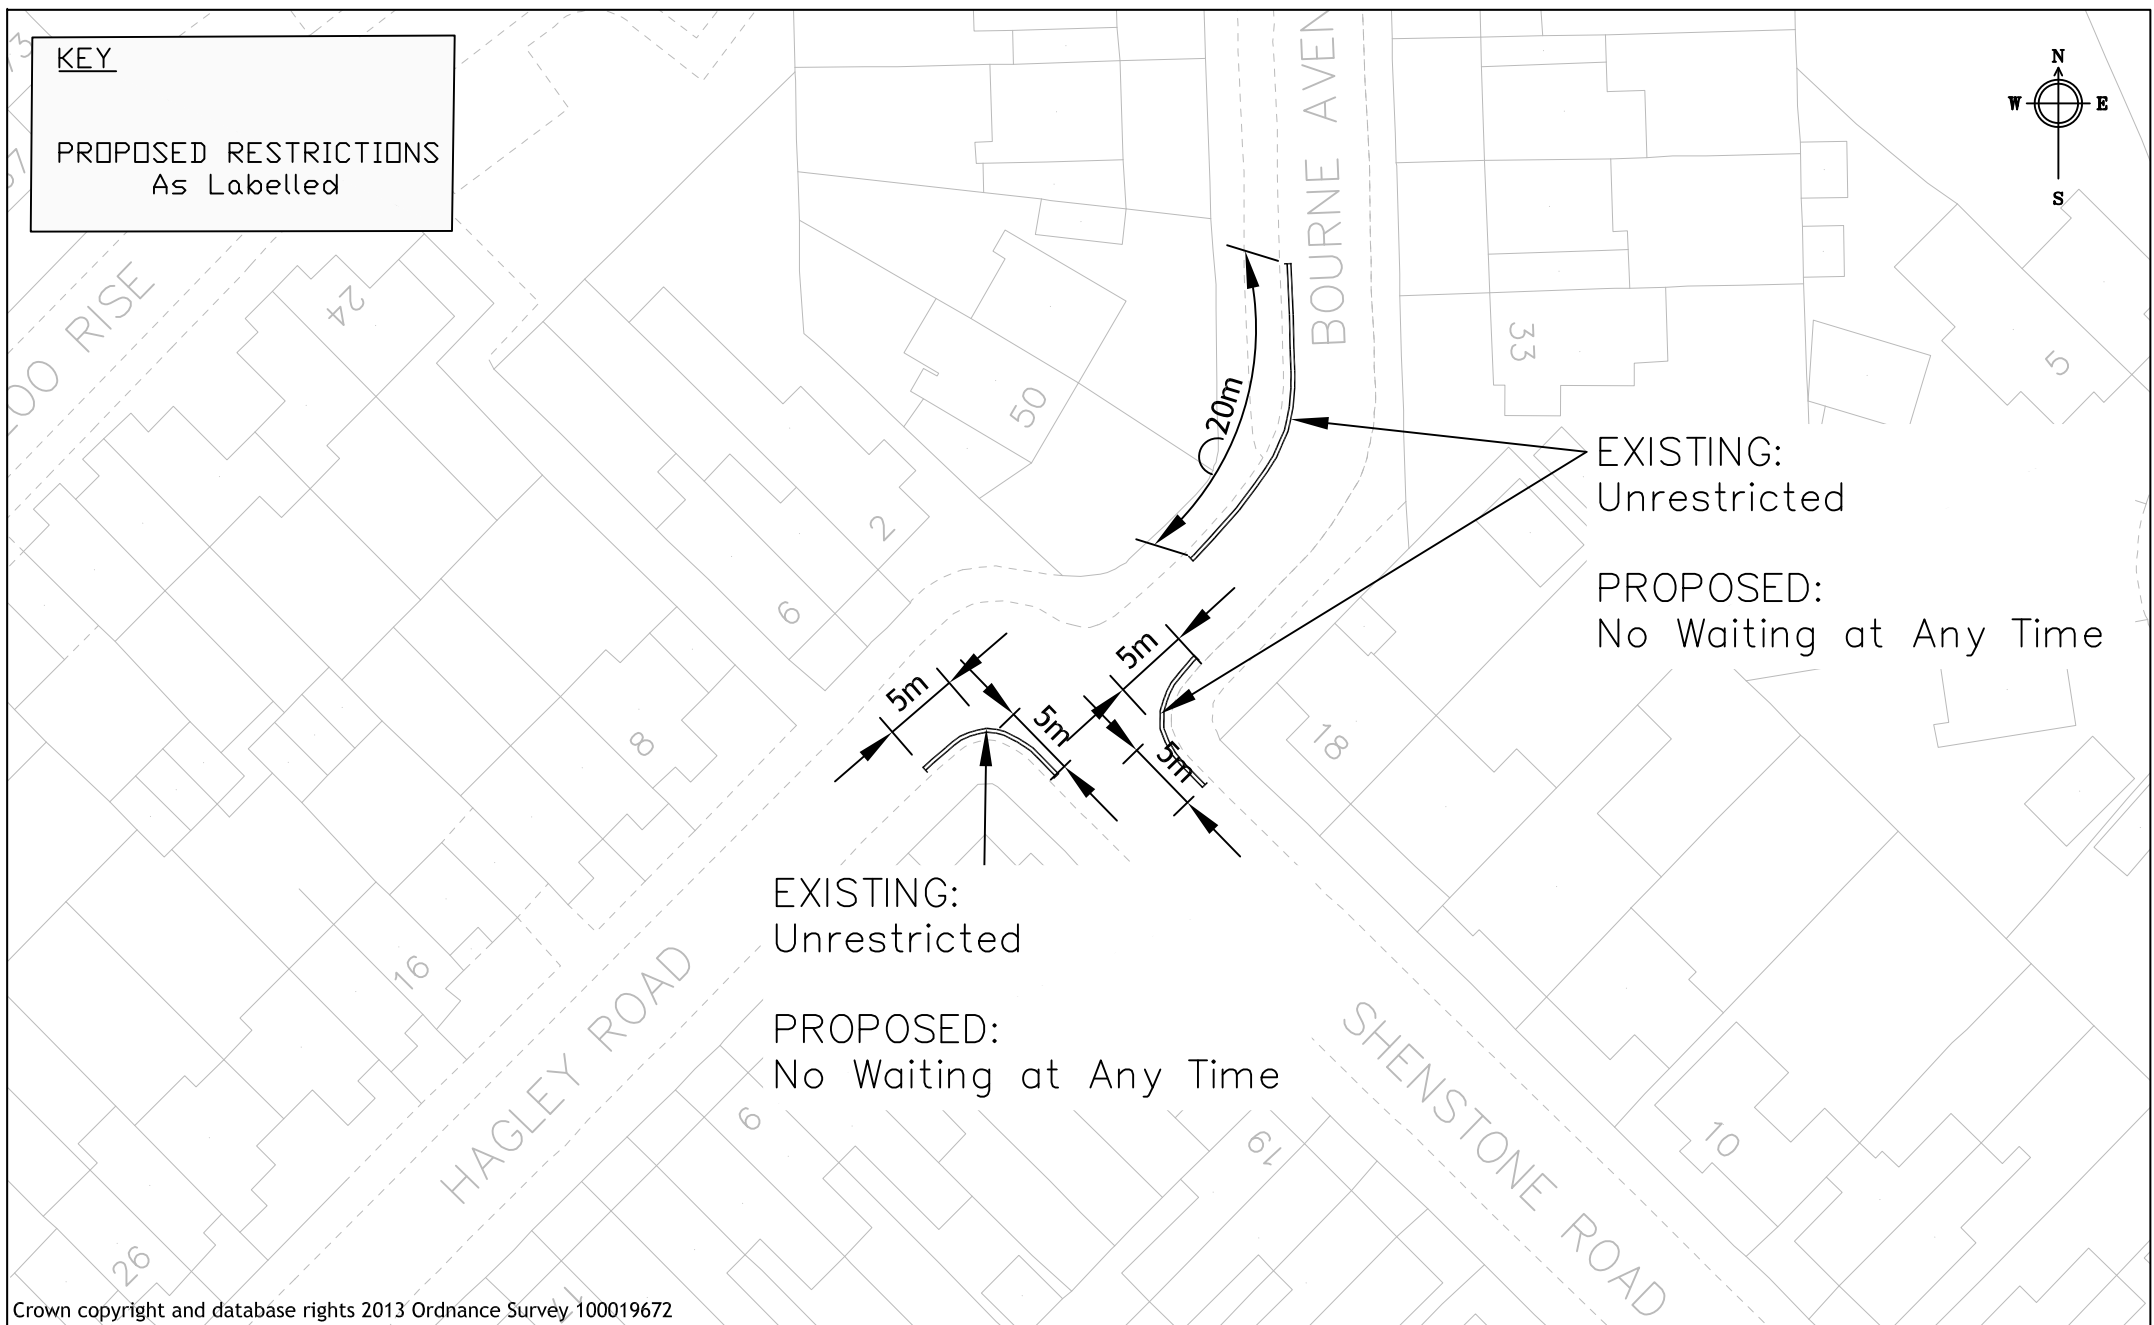 KEY
PROPOSED RESTRICTIONS
As Labelled
N
W E
S
BOURNE AVEN
33
5
24
50
20m
EXISTING:
Unrestricted
PROPOSED:
No Waiting at Any Time
2
6
5m
5m
5m
5m
8
18
EXISTING:
Unrestricted
PROPOSED:
No Waiting at Any Time
16
HAGLEY ROAD
SHENSTONE ROAD
9
19
10
26
OO RISE
Crown copyright and database rights 2013 Ordnance Survey 100019672